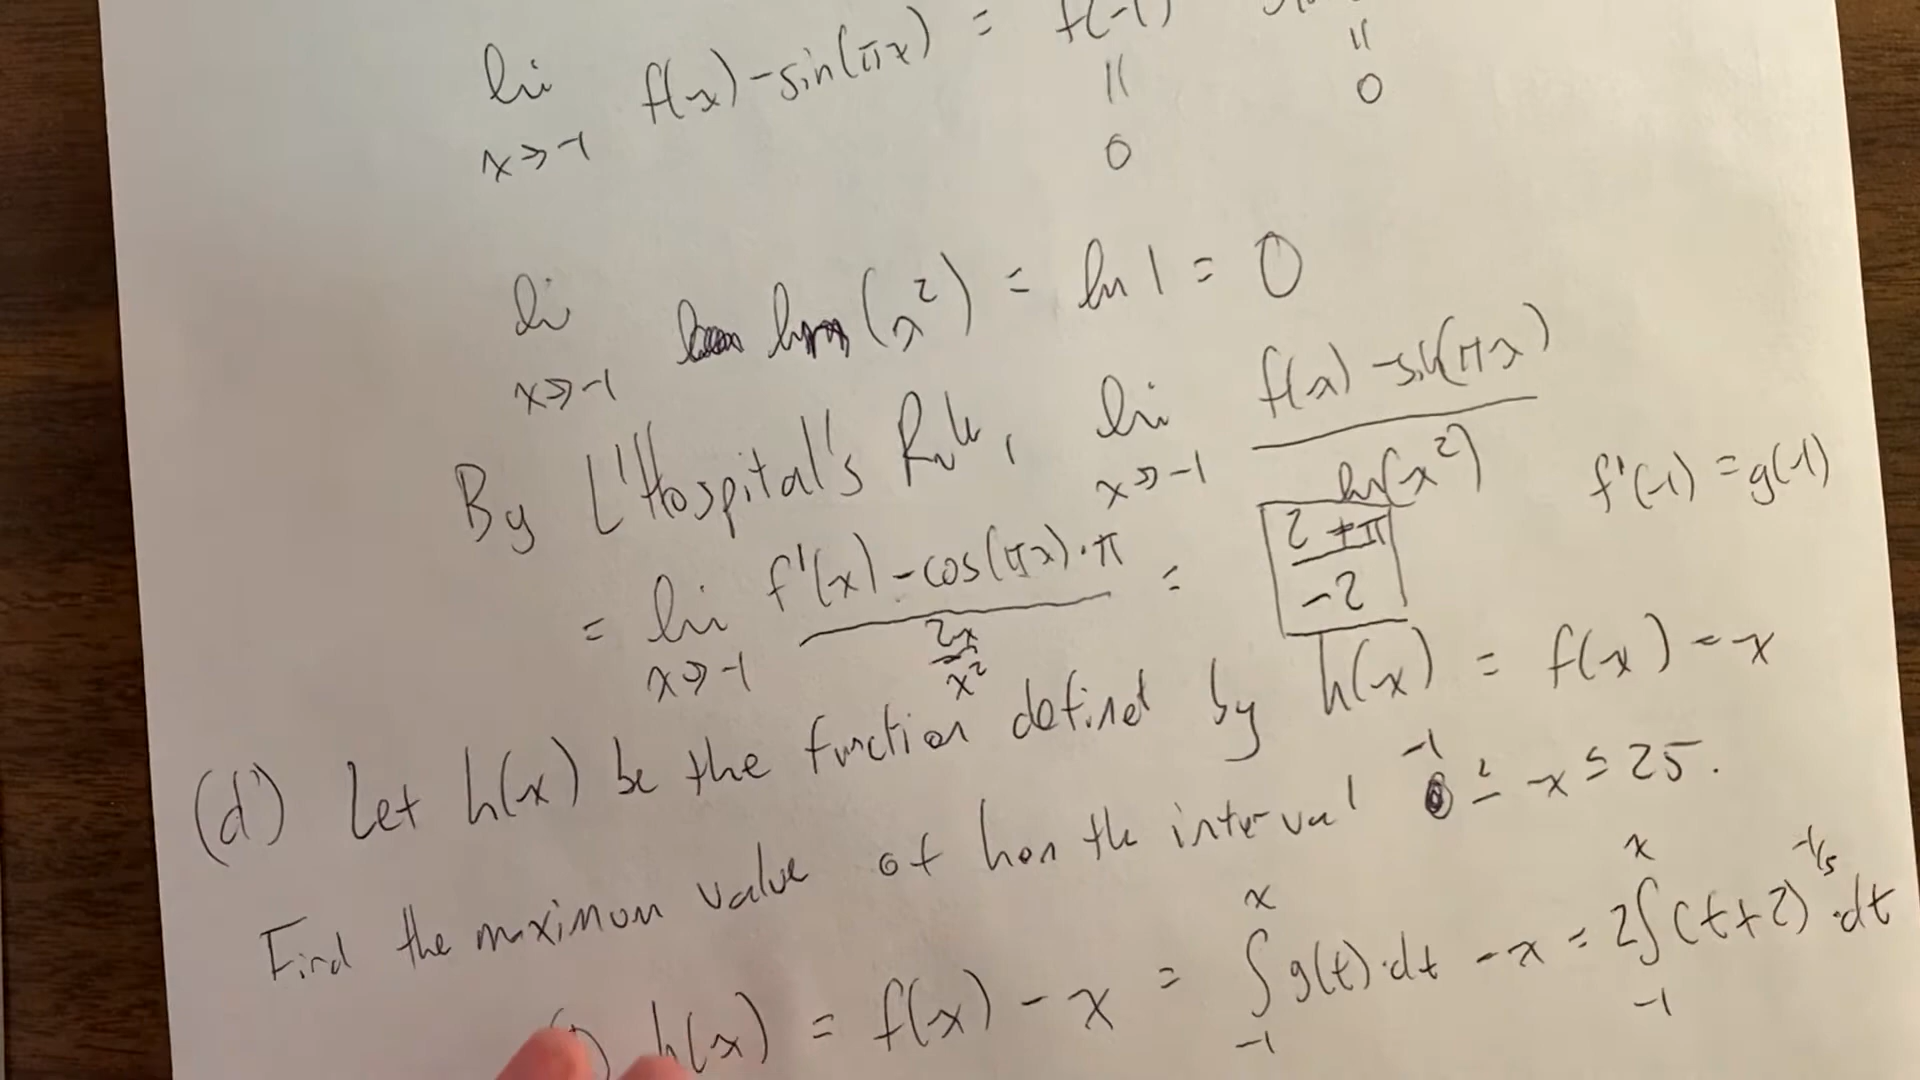 lim f(x) - sin(πx) = f(-1)
x→-1
|| ||
0 0
lim ln(x²) = ln 1 = 0
x→-1
By L'Hospital's Rule, lim f(x) - sin(πx) / ln(x²)
x→-1
f'(-1) = g(-1)
= lim f'(x) - cos(πx)·π / 2x/x² = 2+π / -2
x→-1
(d) Let h(x) be the function defined by h(x) = f(x) - x
Find the maximum value of h on the interval -1 ≤ x ≤ 25.
h(x) = f(x) - x = ∫₋₁ˣ g(t)·dt - x = 2∫₋₁ˣ (t+2)^(-1/5)·dt